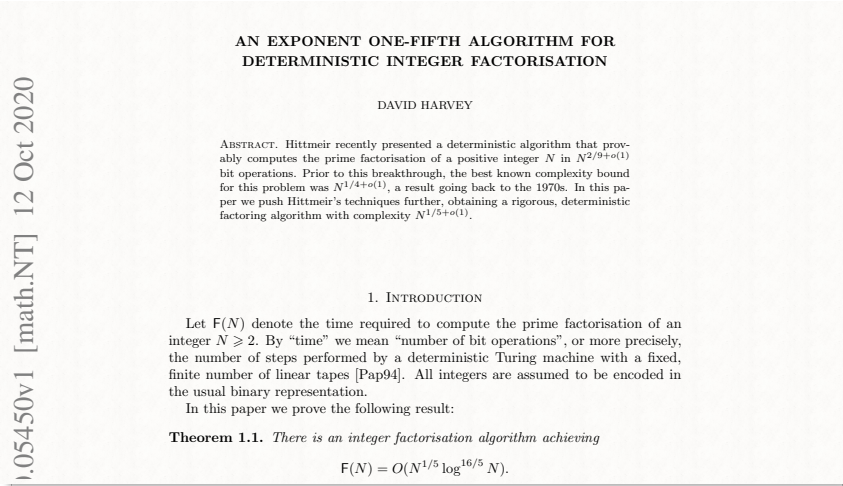 AN EXPONENT ONE-FIFTH ALGORITHM FOR
DETERMINISTIC INTEGER FACTORISATION
DAVID HARVEY
ABSTRACT. Hittmeir recently presented a deterministic algorithm that prov-
ably computes the prime factorisation of a positive integer N in N^{2/9+o(1)}
bit operations. Prior to this breakthrough, the best known complexity bound
for this problem was N^{1/4+o(1)}, a result going back to the 1970s. In this pa-
per we push Hittmeir's techniques further, obtaining a rigorous, deterministic
factoring algorithm with complexity N^{1/5+o(1)}.
1. INTRODUCTION
Let F(N) denote the time required to compute the prime factorisation of an
integer N ⩾ 2. By “time” we mean “number of bit operations”, or more precisely,
the number of steps performed by a deterministic Turing machine with a fixed,
finite number of linear tapes [Pap94]. All integers are assumed to be encoded in
the usual binary representation.
In this paper we prove the following result:
Theorem 1.1. There is an integer factorisation algorithm achieving
F(N) = O(N^{1/5} log^{16/5} N).
.05450v1 [math.NT] 12 Oct 2020